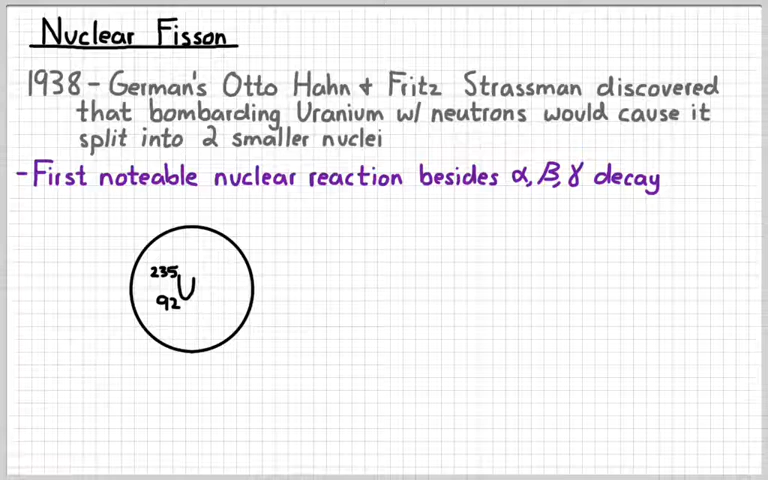 Nuclear Fisson
1938 - German's Otto Hahn + Fritz Strassman discovered
that bombarding Uranium w/ neutrons would cause it
split into 2 smaller nuclei
- First noteable nuclear reaction besides α, β, γ decay
235
U
92